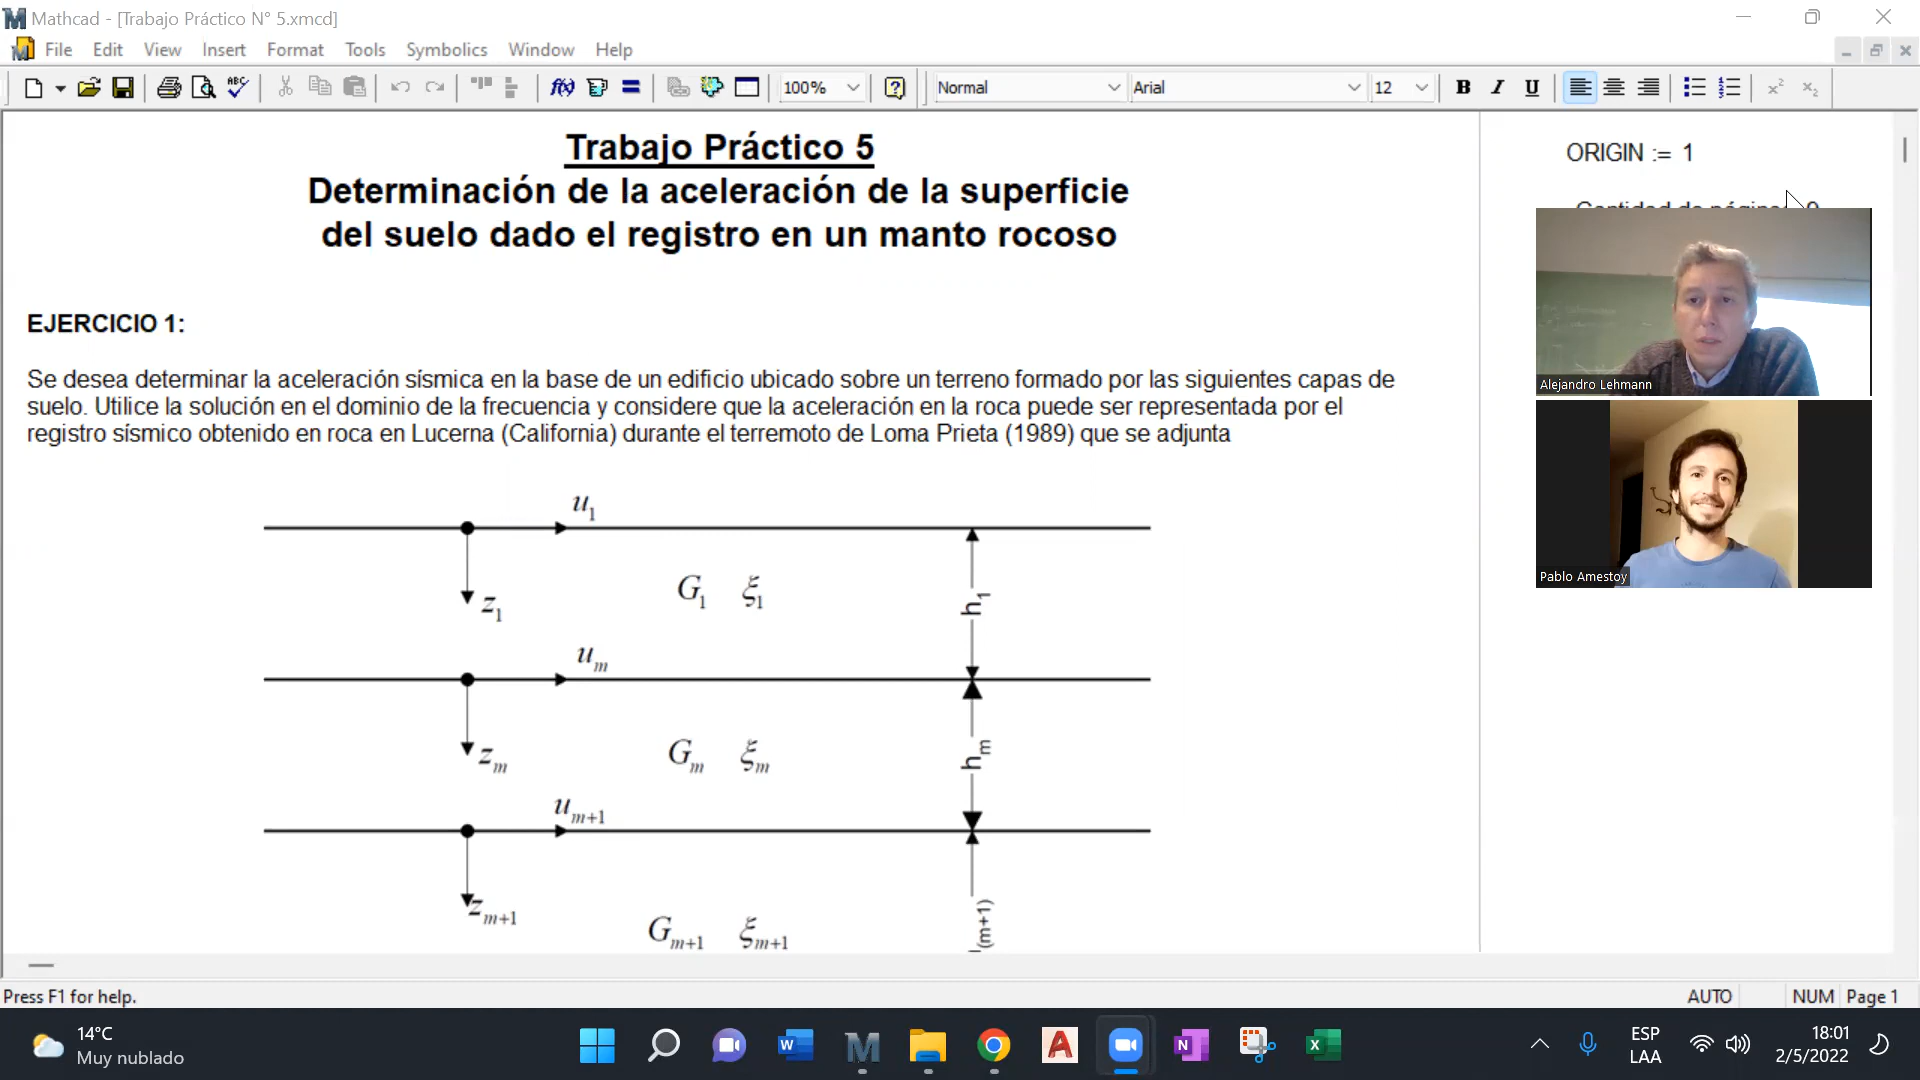 Mathcad - [Trabajo Práctico N° 5.xmcd]
File Edit View Insert Format Tools Symbolics Window Help
100% Normal Arial 12 B I U
Trabajo Práctico 5
Determinación de la aceleración de la superficie
del suelo dado el registro en un manto rocoso
ORIGIN := 1
EJERCICIO 1:
Se desea determinar la aceleración sísmica en la base de un edificio ubicado sobre un terreno formado por las siguientes capas de
suelo. Utilice la solución en el dominio de la frecuencia y considere que la aceleración en la roca puede ser representada por el
registro sísmico obtenido en roca en Lucerna (California) durante el terremoto de Loma Prieta (1989) que se adjunta
Alejandro Lehmann
Pablo Amestoy
u1
G1 ξ1
h1
z1
um
Gm ξm
hm
zm
um+1
zm+1
Gm+1 ξm+1
(m+1)
Press F1 for help.
AUTO NUM Page 1
14°C
Muy nublado
ESP
LAA
18:01
2/5/2022